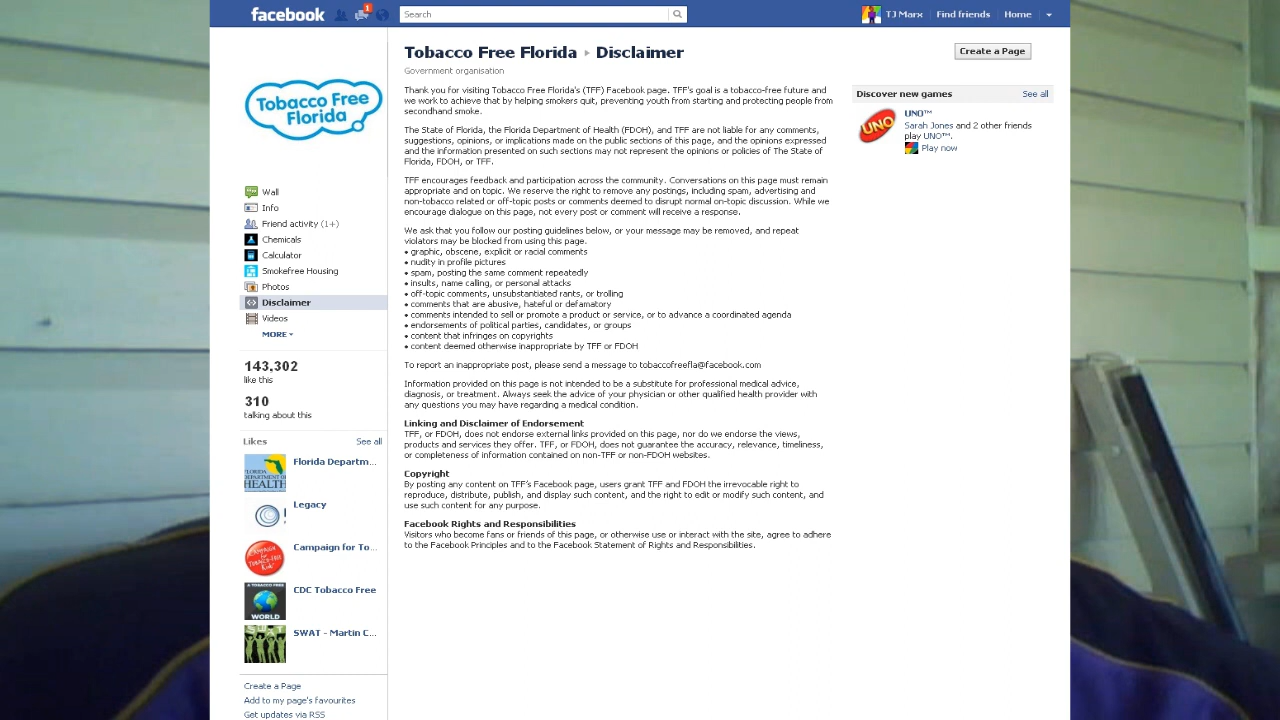 facebook
1
Search
TJ Marx
Find friends
Home
Tobacco Free
Florida
Wall
Info
Friend activity (1+)
Chemicals
Calculator
Smokefree Housing
Photos
Disclaimer
Videos
MORE
143,302
like this
310
talking about this
Likes
See all
FLORIDA
DEPARTMENT OF
HEALTH
Florida Departm...
Legacy
Campaign
for
TOBACCO-FREE
Kids
Campaign for To...
A TOBACCO FREE
WORLD
CDC Tobacco Free
SWAT
SWAT - Martin C...
Create a Page
Add to my page's favourites
Get updates via RSS
Tobacco Free Florida ▸ Disclaimer
Government organisation
Thank you for visiting Tobacco Free Florida's (TFF) Facebook page. TFF's goal is a tobacco-free future and
we work to achieve that by helping smokers quit, preventing youth from starting and protecting people from
secondhand smoke.
The State of Florida, the Florida Department of Health (FDOH), and TFF are not liable for any comments,
suggestions, opinions, or implications made on the public sections of this page, and the opinions expressed
and the information presented on such sections may not represent the opinions or policies of The State of
Florida, FDOH, or TFF.
TFF encourages feedback and participation across the community. Conversations on this page must remain
appropriate and on topic. We reserve the right to remove any postings, including spam, advertising and
non-tobacco related or off-topic posts or comments deemed to disrupt normal on-topic discussion. While we
encourage dialogue on this page, not every post or comment will receive a response.
We ask that you follow our posting guidelines below, or your message may be removed, and repeat
violators may be blocked from using this page.
• graphic, obscene, explicit or racial comments
• nudity in profile pictures
• spam, posting the same comment repeatedly
• insults, name calling, or personal attacks
• off-topic comments, unsubstantiated rants, or trolling
• comments that are abusive, hateful or defamatory
• comments intended to sell or promote a product or service, or to advance a coordinated agenda
• endorsements of political parties, candidates, or groups
• content that infringes on copyrights
• content deemed otherwise inappropriate by TFF or FDOH
To report an inappropriate post, please send a message to tobaccofreefla@facebook.com
Information provided on this page is not intended to be a substitute for professional medical advice,
diagnosis, or treatment. Always seek the advice of your physician or other qualified health provider with
any questions you may have regarding a medical condition.
Linking and Disclaimer of Endorsement
TFF, or FDOH, does not endorse external links provided on this page, nor do we endorse the views,
products and services they offer. TFF, or FDOH, does not guarantee the accuracy, relevance, timeliness,
or completeness of information contained on non-TFF or non-FDOH websites.
Copyright
By posting any content on TFF's Facebook page, users grant TFF and FDOH the irrevocable right to
reproduce, distribute, publish, and display such content, and the right to edit or modify such content, and
use such content for any purpose.
Facebook Rights and Responsibilities
Visitors who become fans or friends of this page, or otherwise use or interact with the site, agree to adhere
to the Facebook Principles and to the Facebook Statement of Rights and Responsibilities.
Create a Page
Discover new games
See all
UNO
UNO™
Sarah Jones and 2 other friends
play UNO™.
Play now